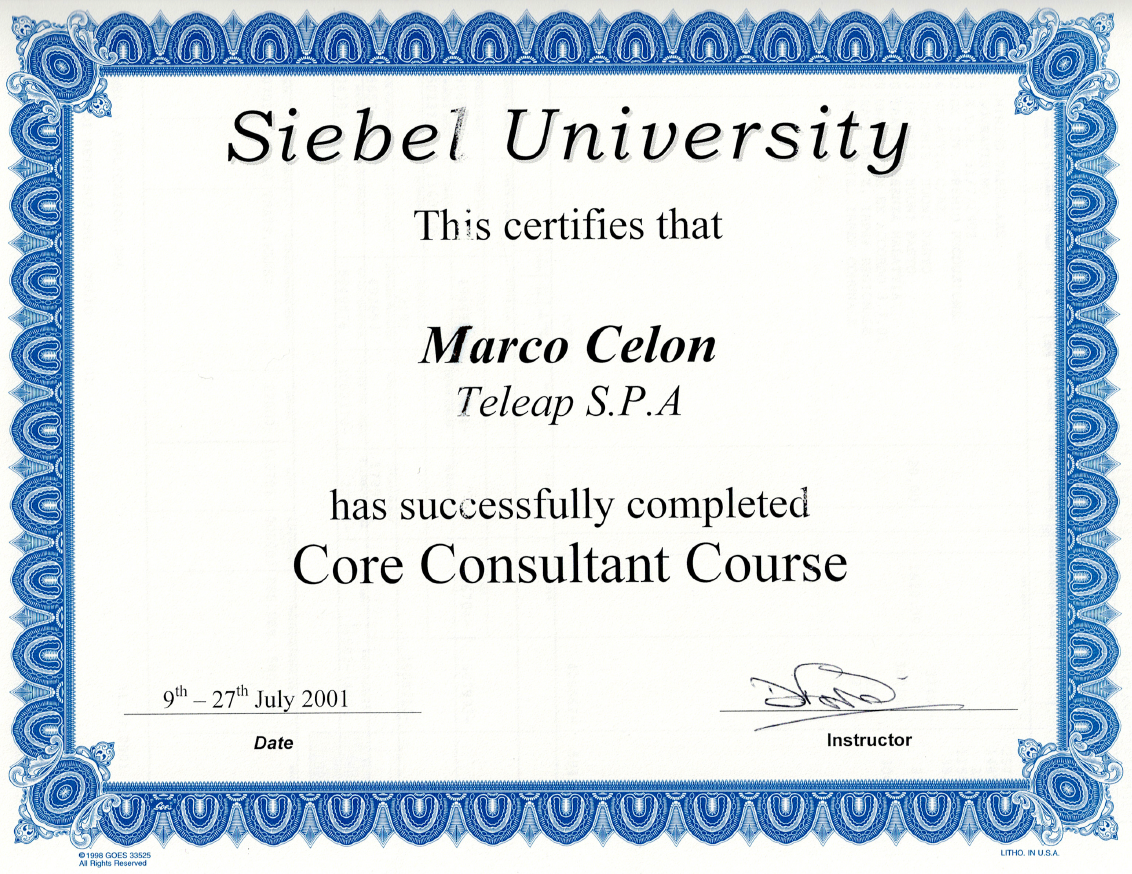 Siebel University
This certifies that
Marco Celon
Teleap S.P.A
has successfully completed
Core Consultant Course
9th – 27th July 2001
Date
Instructor
© 1998 GOES 33525
All Rights Reserved
LITHO. IN U.S.A.